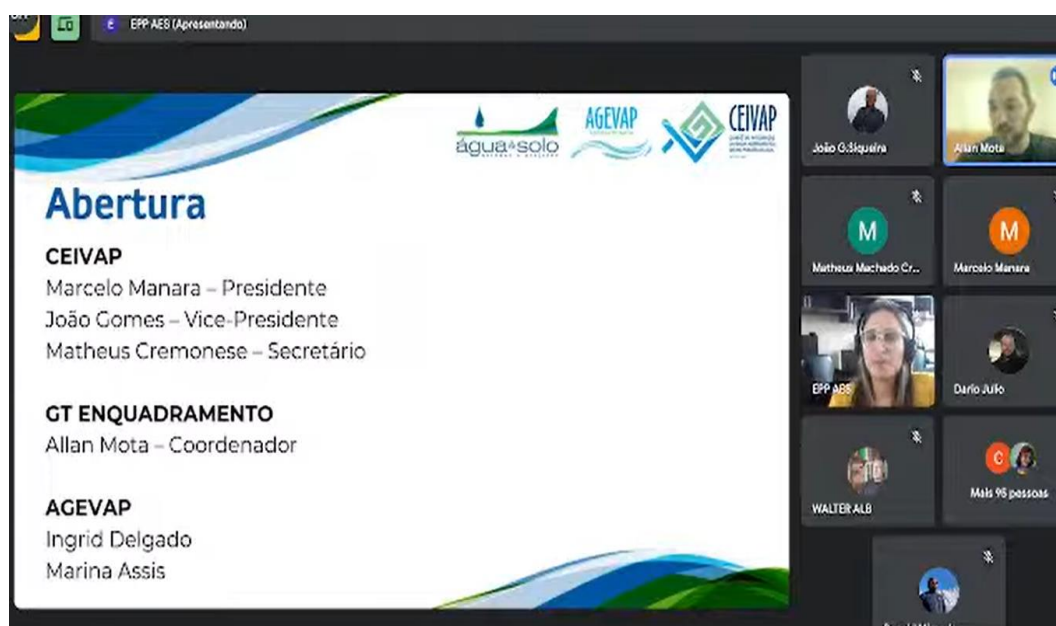 EPP AES (Apresentando)
água e solo
AGEVAP
CEIVAP
Abertura
CEIVAP
Marcelo Manara – Presidente
João Gomes – Vice-Presidente
Matheus Cremonese – Secretário
GT ENQUADRAMENTO
Allan Mota – Coordenador
AGEVAP
Ingrid Delgado
Marina Assis
João G.Siqueira
Allan Mota
M
Matheus Machado Cr...
M
Marcelo Manara
EPP AES
Dario Julio
WALTER ALB
C
Mais 95 pessoas